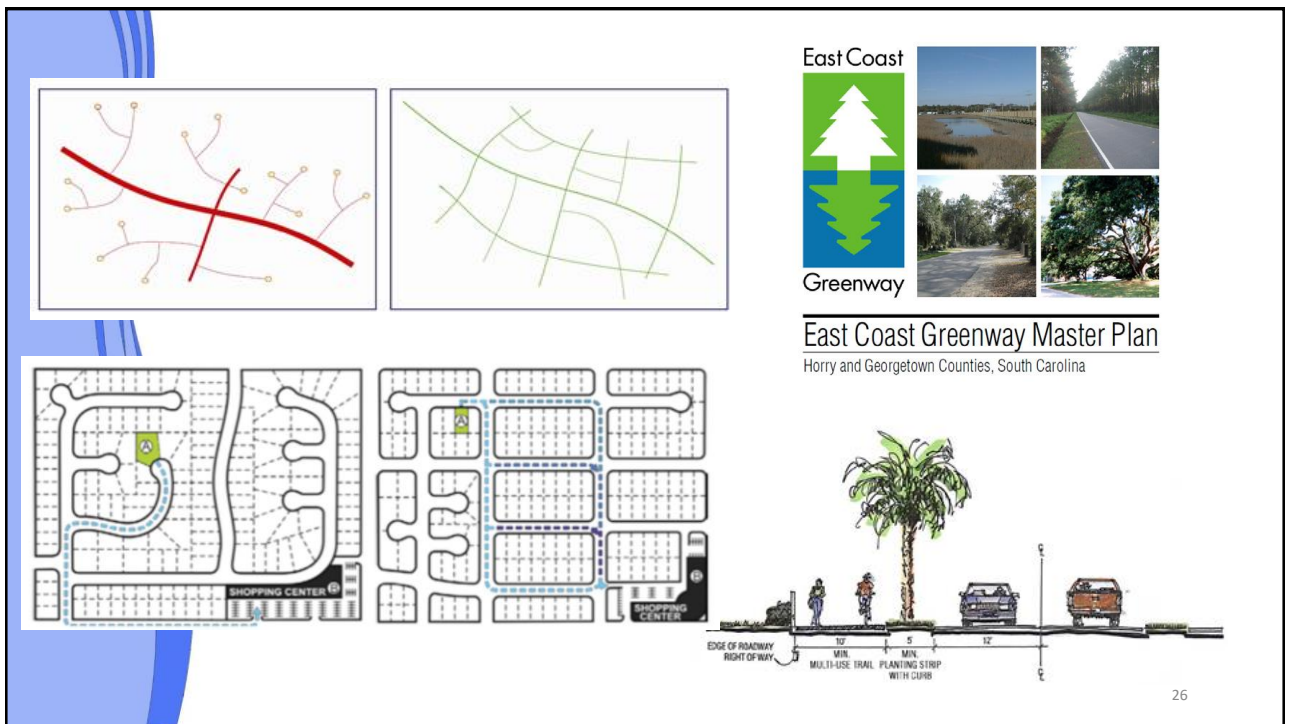 East Coast
Greenway
East Coast Greenway Master Plan
Horry and Georgetown Counties, South Carolina
A
SHOPPING CENTER B
A
B
SHOPPING
CENTER
℄
EDGE OF ROADWAY
RIGHT OF WAY
10' 5' 12'
MIN. MIN.
MULTI-USE TRAIL PLANTING STRIP
WITH CURB
℄
26